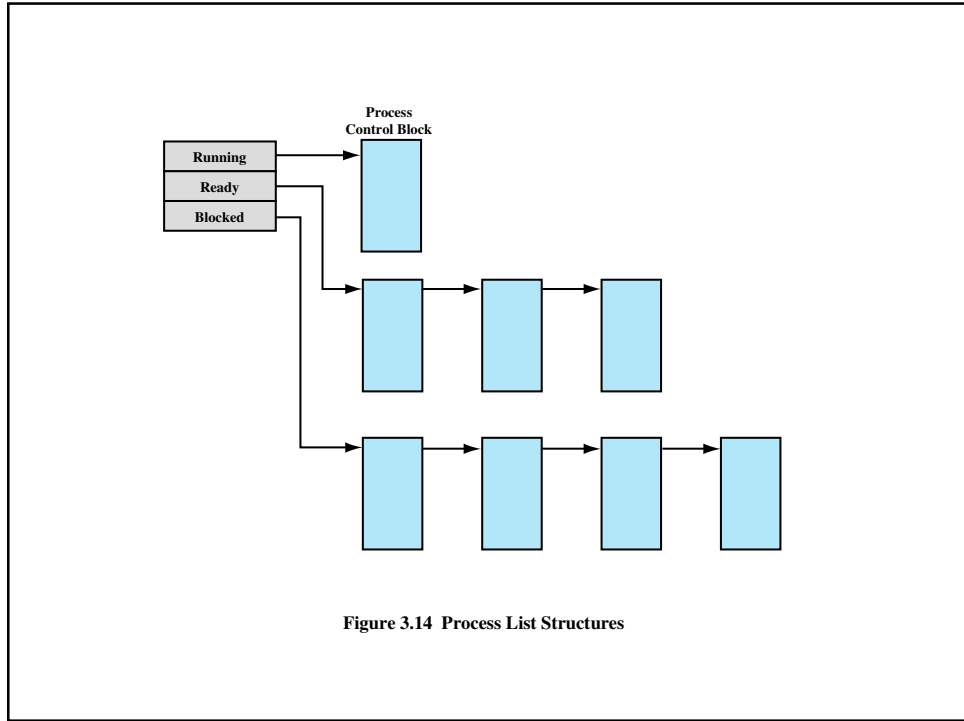 Process
Control Block
Running
Ready
Blocked
Figure 3.14 Process List Structures